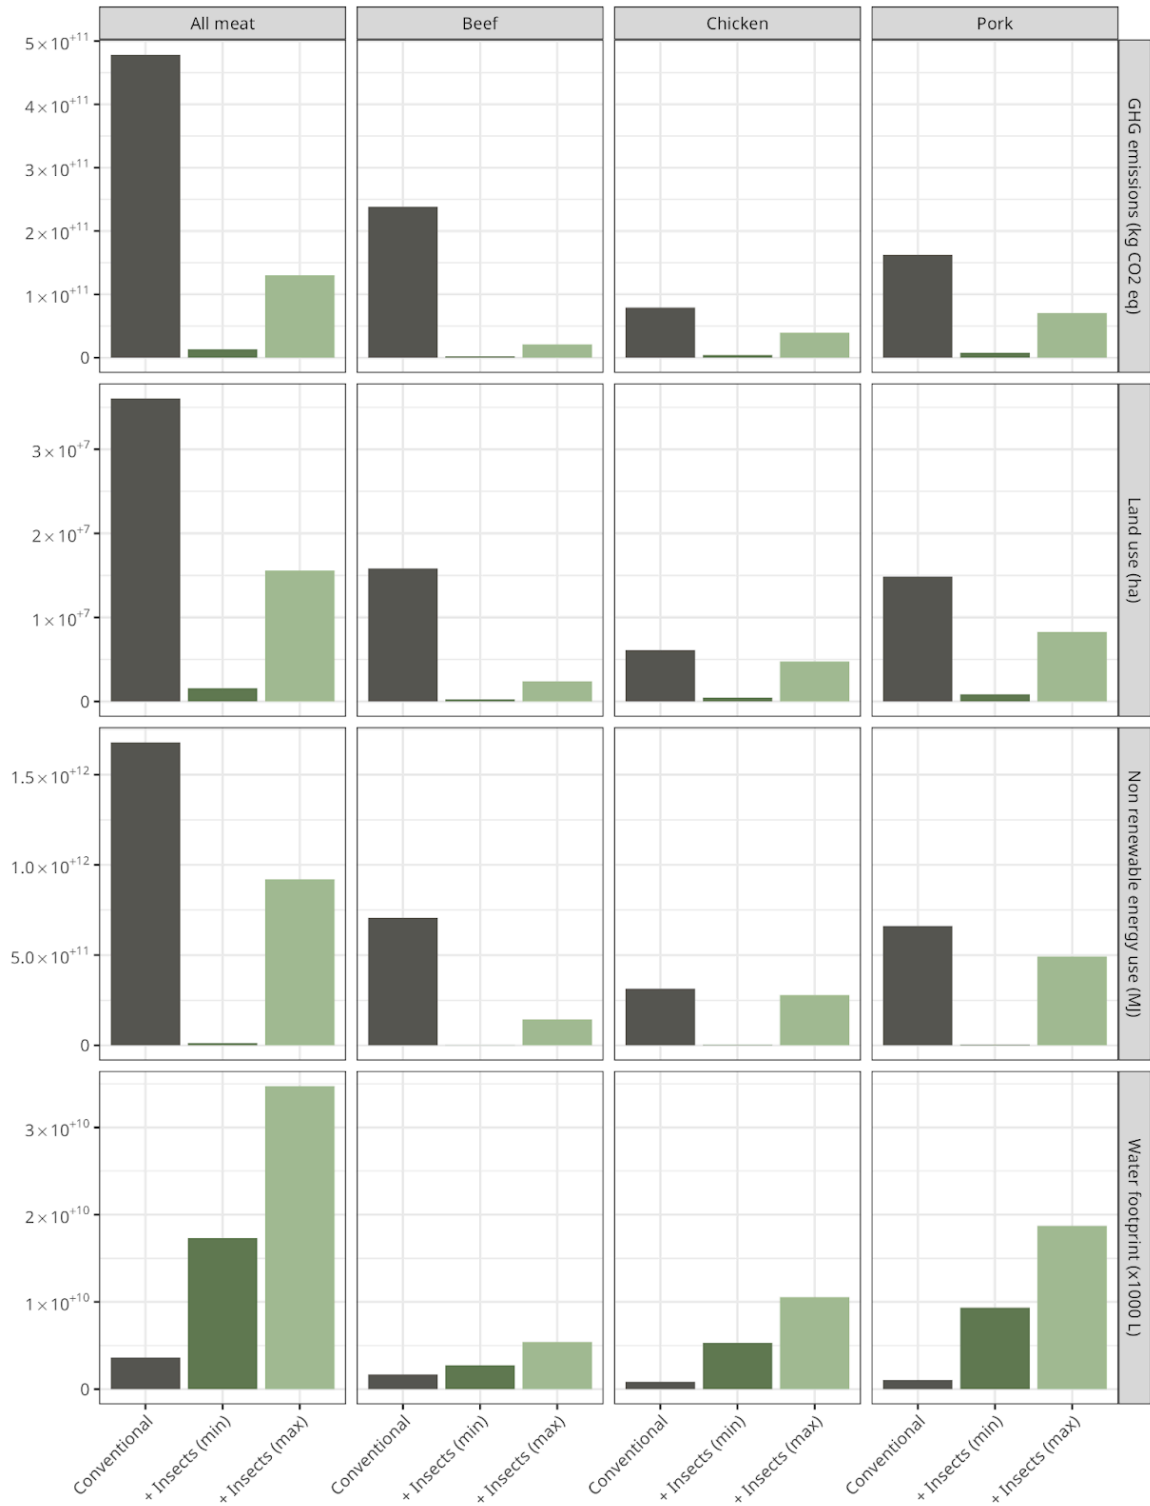 All meat
Beef
Chicken
Pork
5 × 10⁺¹¹
4 × 10⁺¹¹
3 × 10⁺¹¹
2 × 10⁺¹¹
1 × 10⁺¹¹
0
GHG emissions (kg CO2 eq)
3 × 10⁺⁷
2 × 10⁺⁷
1 × 10⁺⁷
0
Land use (ha)
1.5 × 10⁺¹²
1.0 × 10⁺¹²
5.0 × 10⁺¹¹
0
Non renewable energy use (MJ)
3 × 10⁺¹⁰
2 × 10⁺¹⁰
1 × 10⁺¹⁰
0
Water footprint (x1000 L)
Conventional
+ Insects (min)
+ Insects (max)
Conventional
+ Insects (min)
+ Insects (max)
Conventional
+ Insects (min)
+ Insects (max)
Conventional
+ Insects (min)
+ Insects (max)